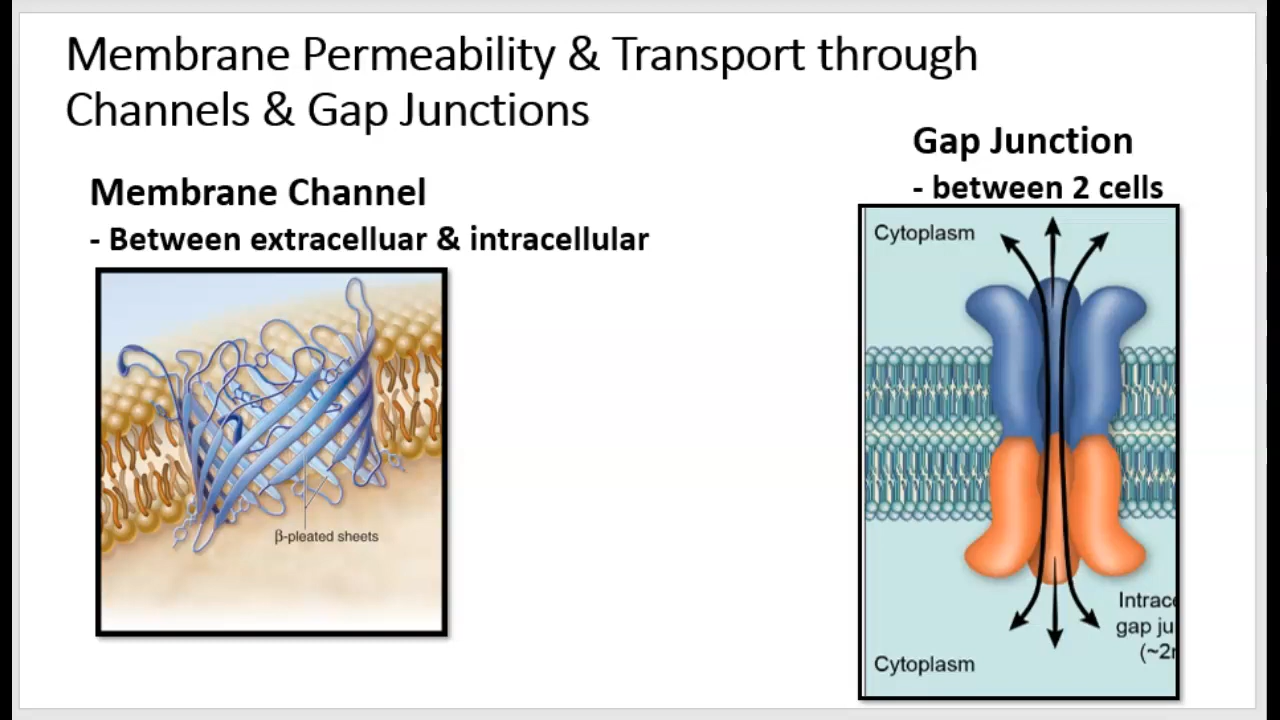 Membrane Permeability & Transport through
Channels & Gap Junctions
Membrane Channel
- Between extracelluar & intracellular
β-pleated sheets
Gap Junction
- between 2 cells
Cytoplasm
gap
Cytoplasm